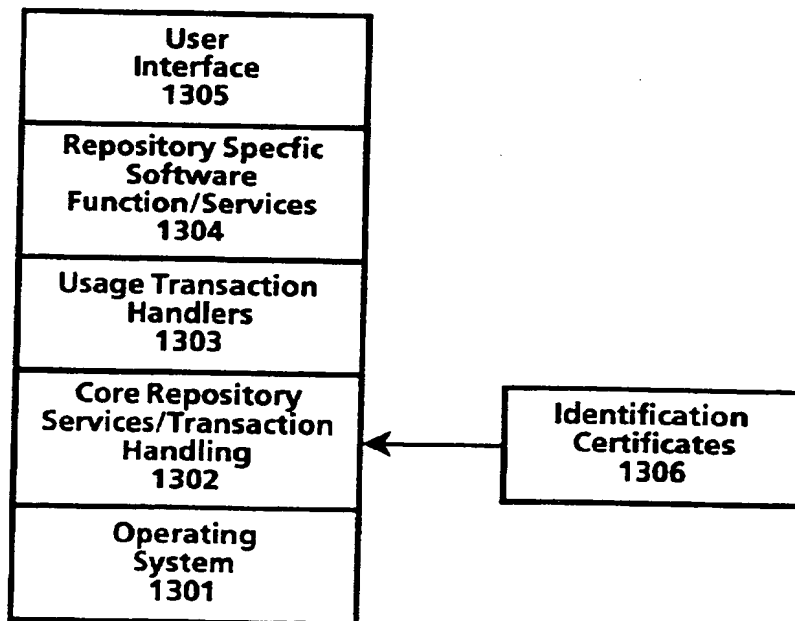 User
Interface
1305
Repository Specfic
Software
Function/Services
1304
Usage Transaction
Handlers
1303
Core Repository
Services/Transaction
Handling
1302
Identification
Certificates
1306
Operating
System
1301